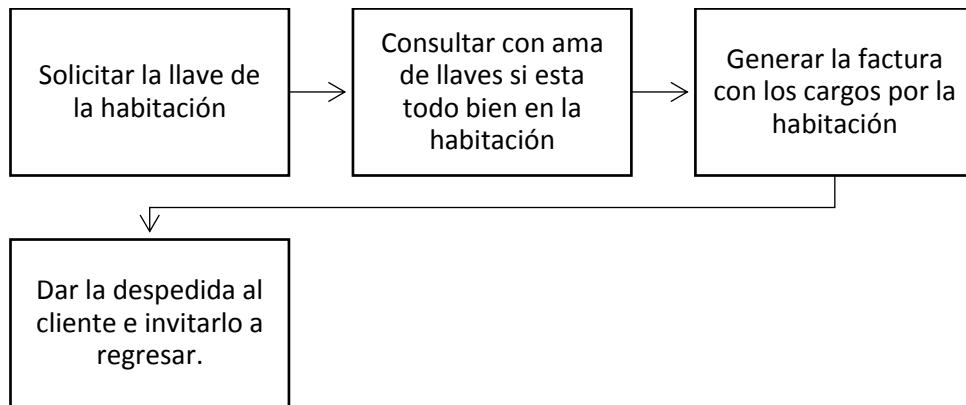 Solicitar la llave de
la habitación
Consultar con ama
de llaves si esta
todo bien en la
habitación
Generar la factura
con los cargos por la
habitación
Dar la despedida al
cliente e invitarlo a
regresar.